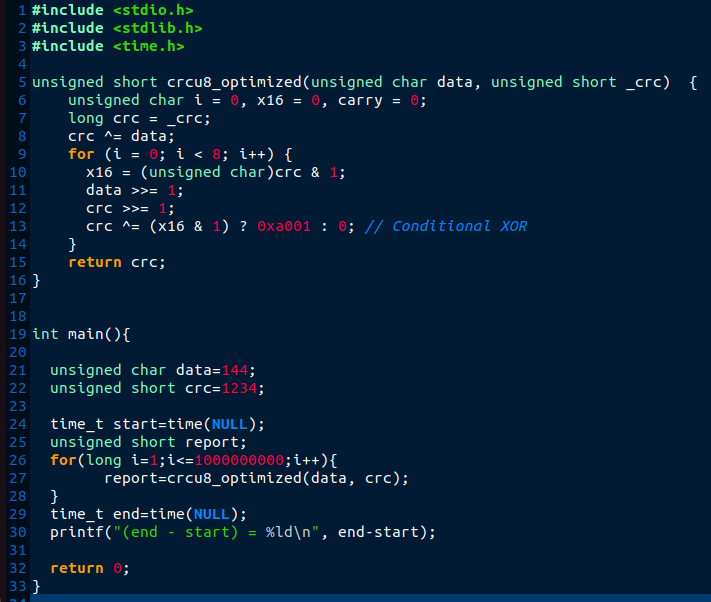 1 #include <stdio.h>
2 #include <stdlib.h>
3 #include <time.h>
4
5 unsigned short crcu8_optimized(unsigned char data, unsigned short _crc)  {
6     unsigned char i = 0, x16 = 0, carry = 0;
7     long crc = _crc;
8     crc ^= data;
9     for (i = 0; i < 8; i++) {
10       x16 = (unsigned char)crc & 1;
11       data >>= 1;
12       crc >>= 1;
13       crc ^= (x16 & 1) ? 0xa001 : 0; // Conditional XOR
14     }
15     return crc;
16 }
17
18
19 int main(){
20
21   unsigned char data=144;
22   unsigned short crc=1234;
23
24   time_t start=time(NULL);
25   unsigned short report;
26   for(long i=1;i<=1000000000;i++){
27         report=crcu8_optimized(data, crc);
28   }
29   time_t end=time(NULL);
30   printf("(end - start) = %ld\n", end-start);
31
32   return 0;
33 }